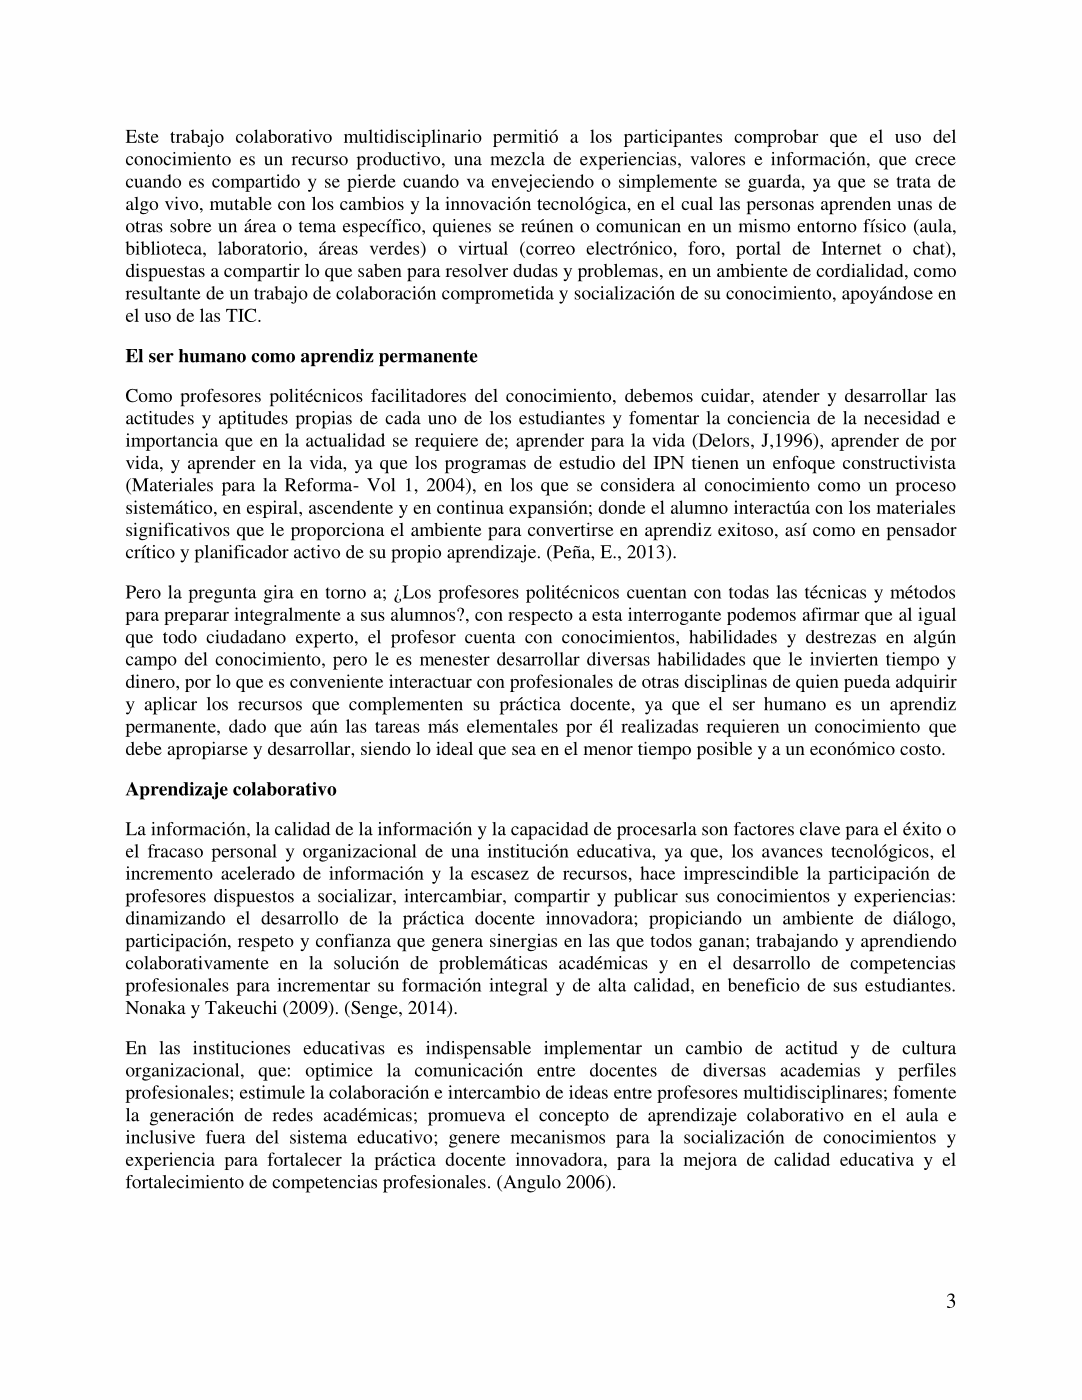 Este trabajo colaborativo multidisciplinario permitió a los participantes comprobar que el uso del
conocimiento es un recurso productivo, una mezcla de experiencias, valores e información, que crece
cuando es compartido y se pierde cuando va envejeciendo o simplemente se guarda, ya que se trata de
algo vivo, mutable con los cambios y la innovación tecnológica, en el cual las personas aprenden unas de
otras sobre un área o tema específico, quienes se reúnen o comunican en un mismo entorno físico (aula,
biblioteca, laboratorio, áreas verdes) o virtual (correo electrónico, foro, portal de Internet o chat),
dispuestas a compartir lo que saben para resolver dudas y problemas, en un ambiente de cordialidad, como
resultante de un trabajo de colaboración comprometida y socialización de su conocimiento, apoyándose en
el uso de las TIC.
El ser humano como aprendiz permanente
Como profesores politécnicos facilitadores del conocimiento, debemos cuidar, atender y desarrollar las
actitudes y aptitudes propias de cada uno de los estudiantes y fomentar la conciencia de la necesidad e
importancia que en la actualidad se requiere de; aprender para la vida (Delors, J,1996), aprender de por
vida, y aprender en la vida, ya que los programas de estudio del IPN tienen un enfoque constructivista
(Materiales para la Reforma- Vol 1, 2004), en los que se considera al conocimiento como un proceso
sistemático, en espiral, ascendente y en continua expansión; donde el alumno interactúa con los materiales
significativos que le proporciona el ambiente para convertirse en aprendiz exitoso, así como en pensador
crítico y planificador activo de su propio aprendizaje. (Peña, E., 2013).
Pero la pregunta gira en torno a; ¿Los profesores politécnicos cuentan con todas las técnicas y métodos
para preparar integralmente a sus alumnos?, con respecto a esta interrogante podemos afirmar que al igual
que todo ciudadano experto, el profesor cuenta con conocimientos, habilidades y destrezas en algún
campo del conocimiento, pero le es menester desarrollar diversas habilidades que le invierten tiempo y
dinero, por lo que es conveniente interactuar con profesionales de otras disciplinas de quien pueda adquirir
y aplicar los recursos que complementen su práctica docente, ya que el ser humano es un aprendiz
permanente, dado que aún las tareas más elementales por él realizadas requieren un conocimiento que
debe apropiarse y desarrollar, siendo lo ideal que sea en el menor tiempo posible y a un económico costo.
Aprendizaje colaborativo
La información, la calidad de la información y la capacidad de procesarla son factores clave para el éxito o
el fracaso personal y organizacional de una institución educativa, ya que, los avances tecnológicos, el
incremento acelerado de información y la escasez de recursos, hace imprescindible la participación de
profesores dispuestos a socializar, intercambiar, compartir y publicar sus conocimientos y experiencias:
dinamizando el desarrollo de la práctica docente innovadora; propiciando un ambiente de diálogo,
participación, respeto y confianza que genera sinergias en las que todos ganan; trabajando y aprendiendo
colaborativamente en la solución de problemáticas académicas y en el desarrollo de competencias
profesionales para incrementar su formación integral y de alta calidad, en beneficio de sus estudiantes.
Nonaka y Takeuchi (2009). (Senge, 2014).
En las instituciones educativas es indispensable implementar un cambio de actitud y de cultura
organizacional, que: optimice la comunicación entre docentes de diversas academias y perfiles
profesionales; estimule la colaboración e intercambio de ideas entre profesores multidisciplinares; fomente
la generación de redes académicas; promueva el concepto de aprendizaje colaborativo en el aula e
inclusive fuera del sistema educativo; genere mecanismos para la socialización de conocimientos y
experiencia para fortalecer la práctica docente innovadora, para la mejora de calidad educativa y el
fortalecimiento de competencias profesionales. (Angulo 2006).
3